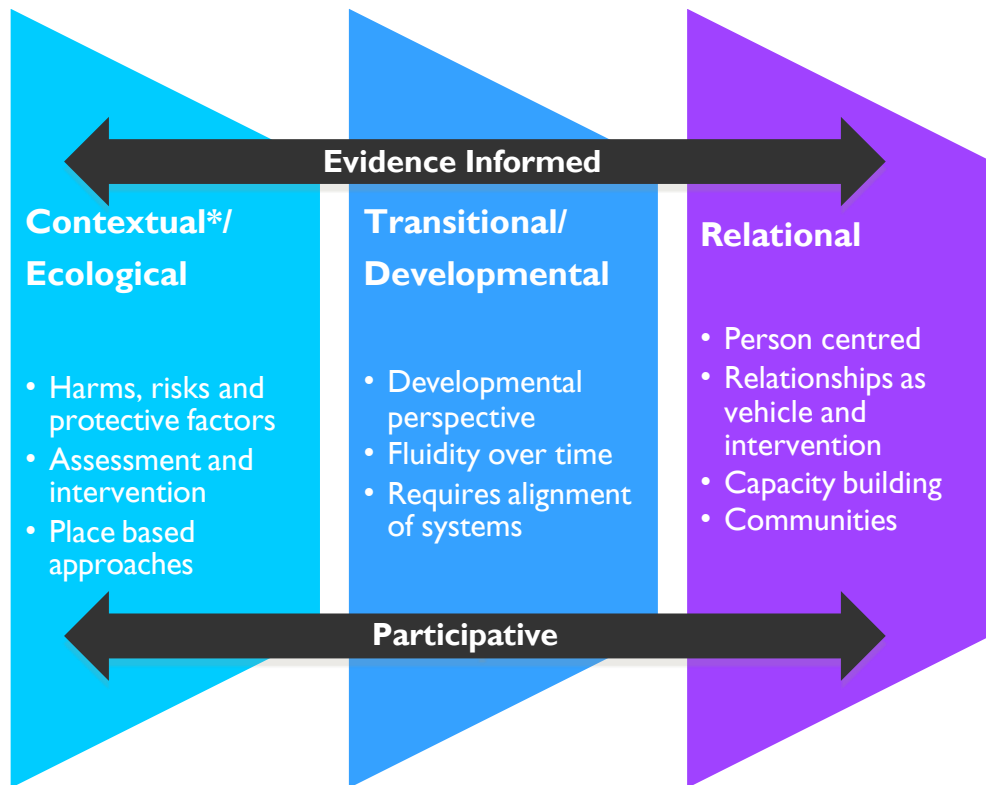 Evidence Informed
Contextual*/
Ecological
• Harms, risks and
protective factors
• Assessment and
intervention
• Place based
approaches
Transitional/
Developmental
• Developmental
perspective
• Fluidity over time
• Requires alignment
of systems
Relational
• Person centred
• Relationships as
vehicle and
intervention
• Capacity building
• Communities
Participative